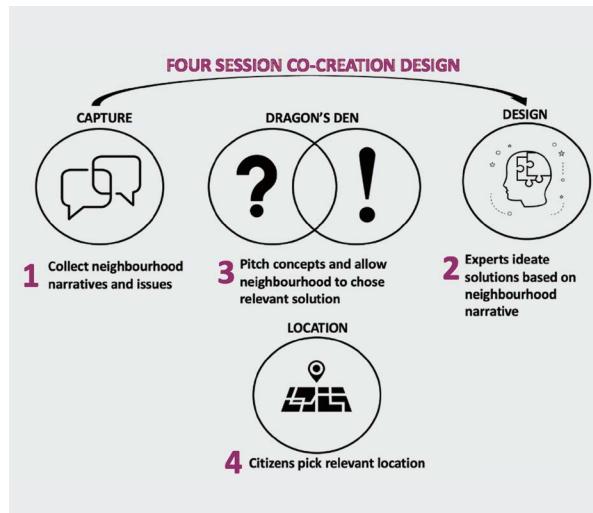 FOUR SESSION CO-CREATION DESIGN
CAPTURE
1 Collect neighbourhood
narratives and issues
DRAGON'S DEN
3 Pitch concepts and allow
neighbourhood to chose
relevant solution
DESIGN
2 Experts ideate
solutions based on
neighbourhood
narrative
LOCATION
4 Citizens pick relevant location